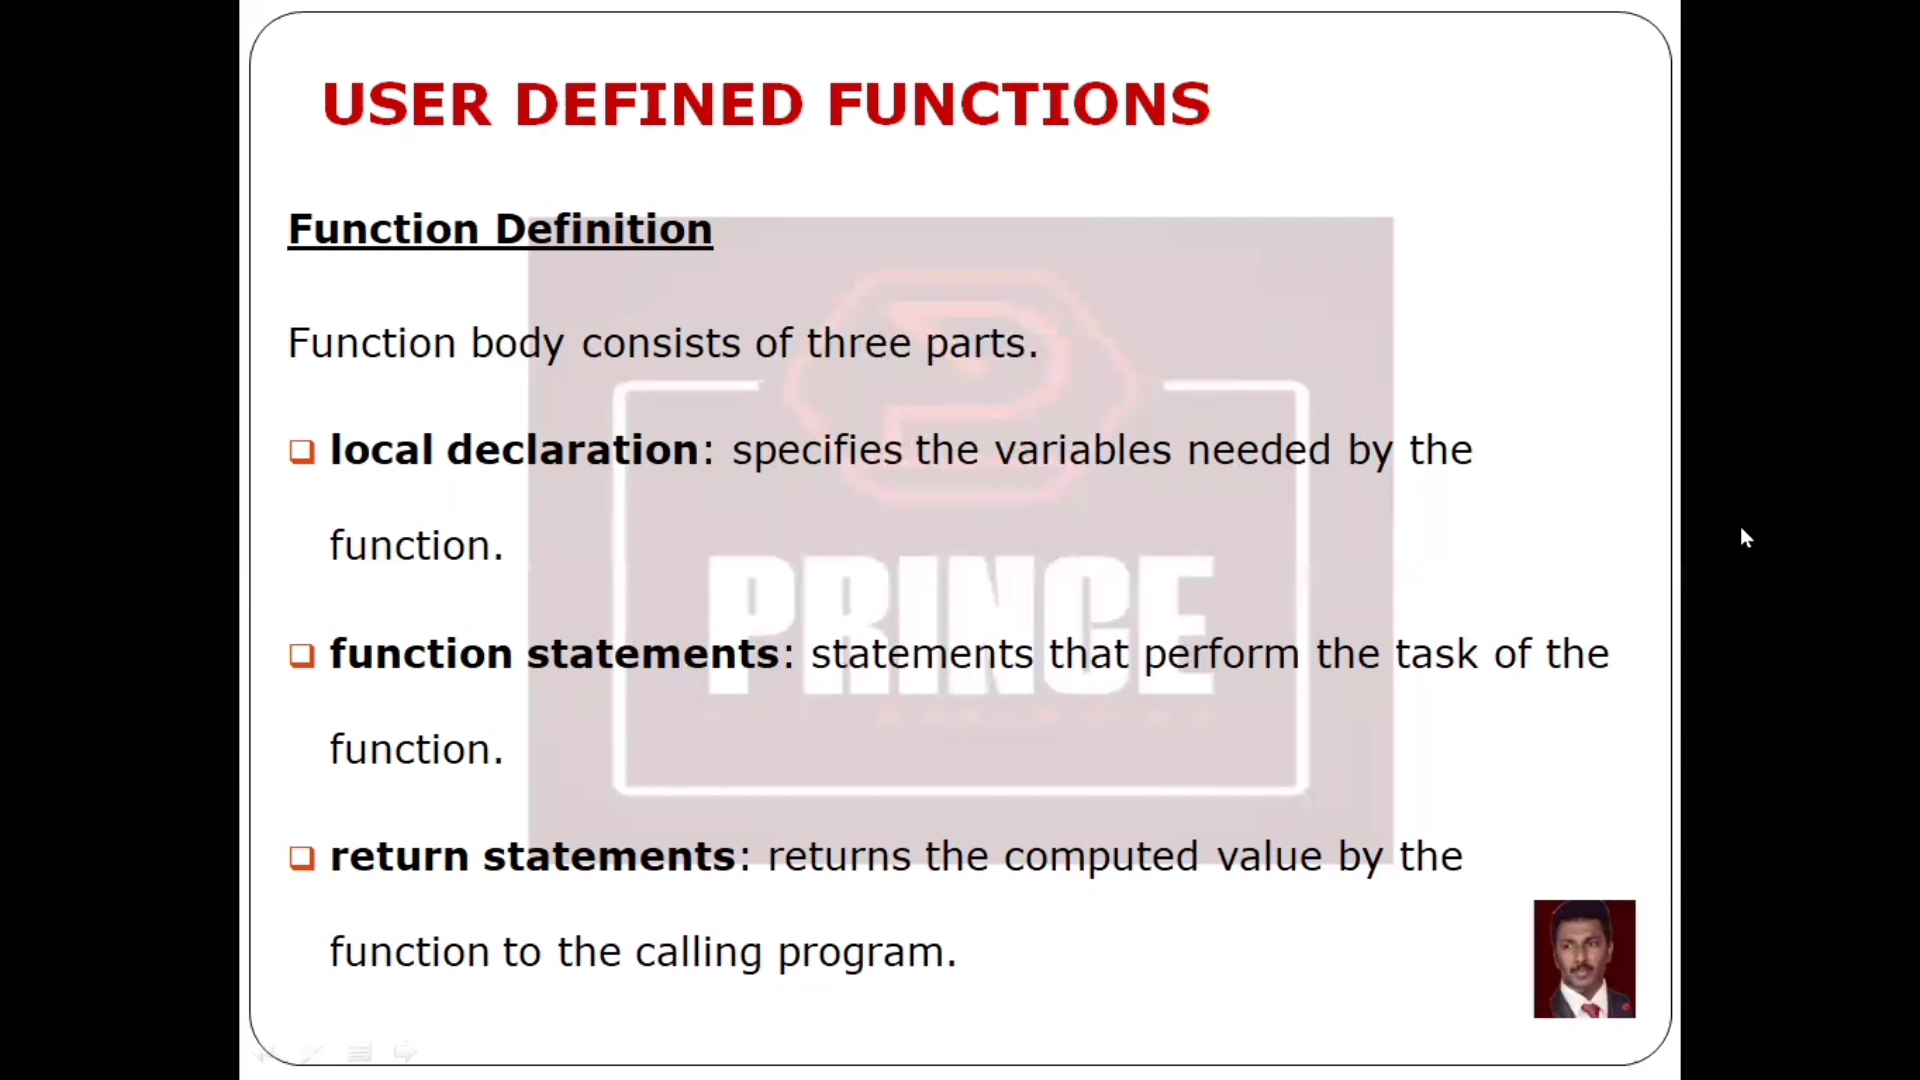 USER DEFINED FUNCTIONS
Function Definition
Function body consists of three parts.
local declaration: specifies the variables needed by the
function.
PRINCE
function statements: statements that perform the task of the
function.
return statements: returns the computed value by the
function to the calling program.